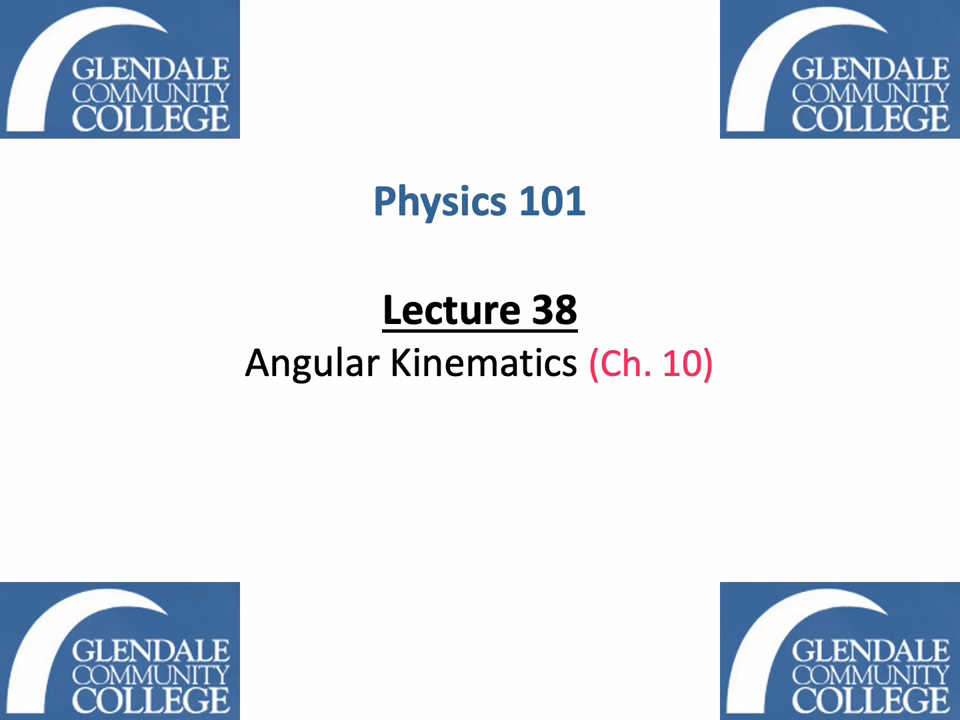 GLENDALE
COMMUNITY
COLLEGE
GLENDALE
COMMUNITY
COLLEGE
Physics 101
Lecture 38
Angular Kinematics (Ch. 10)
GLENDALE
COMMUNITY
COLLEGE
GLENDALE
COMMUNITY
COLLEGE